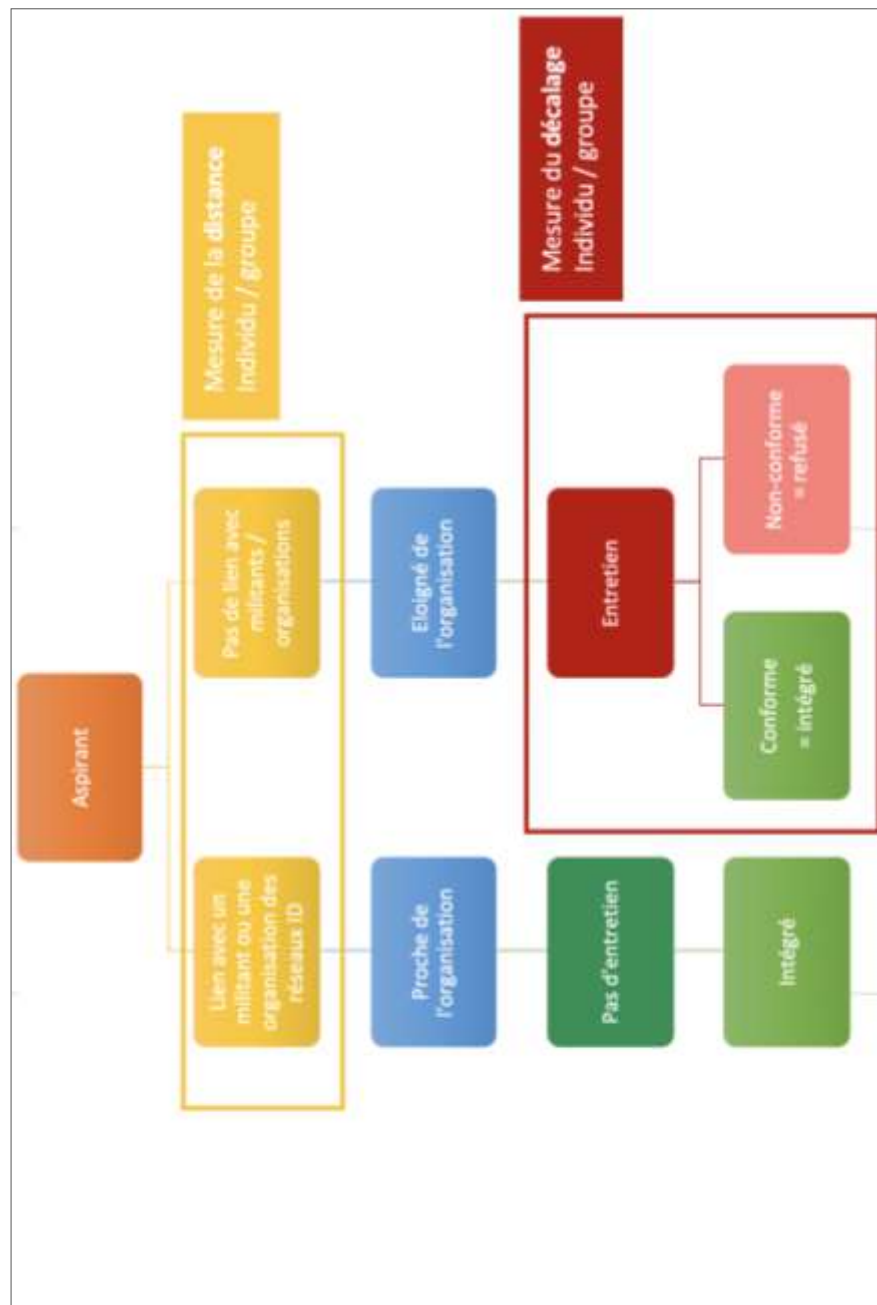 Aspirant
Mesure de la distance
Individu / groupe
Lien avec un
militant ou une
organisation des
réseaux ID
Pas de lien avec
militants /
organisations
Proche de
l'organisation
Eloigné de
l'organisation
Mesure du décalage
Individu / groupe
Pas d'entretien
Entretien
Intégré
Conforme
= intégré
Non-conforme
= refusé